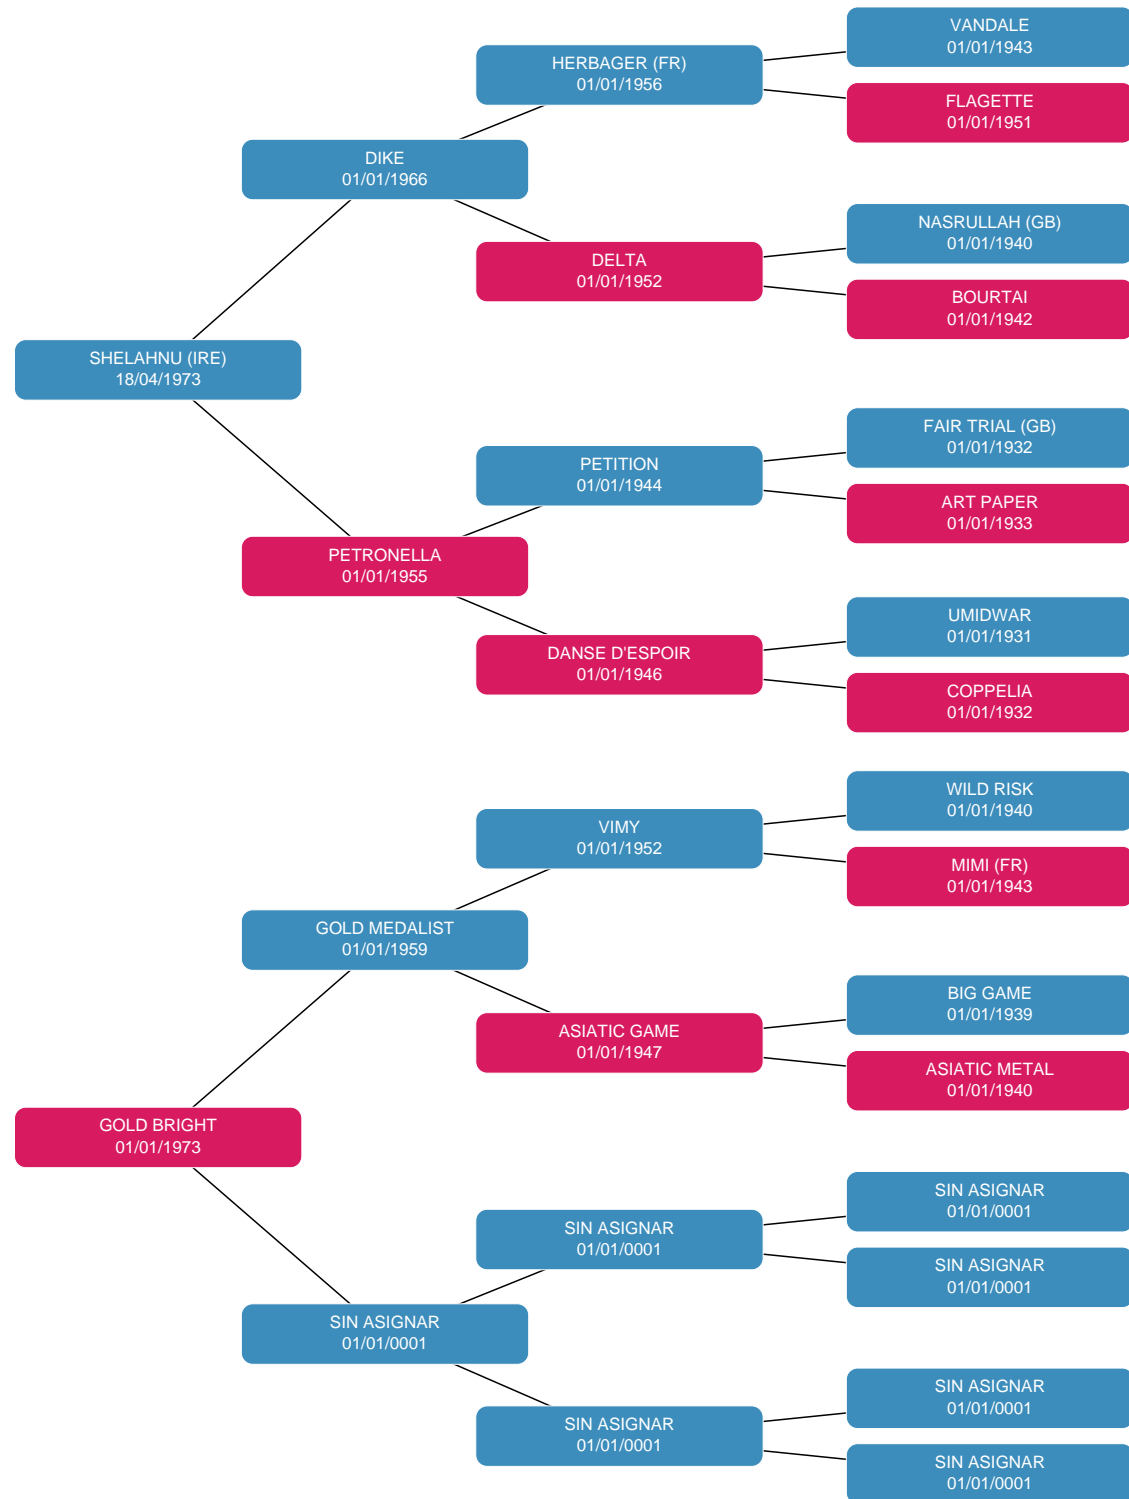 VANDALE
01/01/1943
HERBAGER (FR)
01/01/1956
FLAGETTE
01/01/1951
DIKE
01/01/1966
NASRULLAH (GB)
01/01/1940
DELTA
01/01/1952
BOURTAI
01/01/1942
SHELAHNU (IRE)
18/04/1973
FAIR TRIAL (GB)
01/01/1932
PETITION
01/01/1944
ART PAPER
01/01/1933
PETRONELLA
01/01/1955
UMIDWAR
01/01/1931
DANSE D'ESPOIR
01/01/1946
COPPELIA
01/01/1932
WILD RISK
01/01/1940
VIMY
01/01/1952
MIMI (FR)
01/01/1943
GOLD MEDALIST
01/01/1959
BIG GAME
01/01/1939
ASIATIC GAME
01/01/1947
ASIATIC METAL
01/01/1940
GOLD BRIGHT
01/01/1973
SIN ASIGNAR
01/01/0001
SIN ASIGNAR
01/01/0001
SIN ASIGNAR
01/01/0001
SIN ASIGNAR
01/01/0001
SIN ASIGNAR
01/01/0001
SIN ASIGNAR
01/01/0001
SIN ASIGNAR
01/01/0001